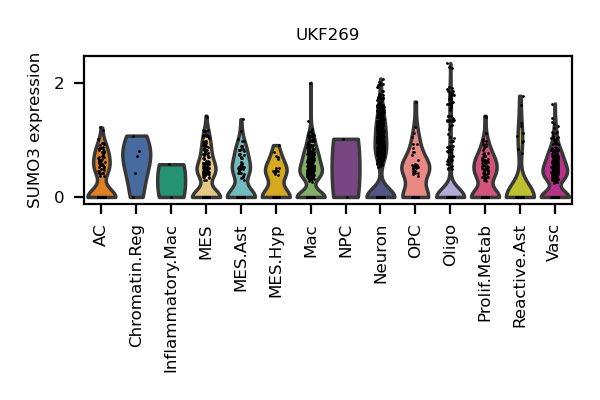 UKF269
SUMO3 expression
2
0
AC
Chromatin.Reg
Inflammatory.Mac
MES
MES.Ast
MES.Hyp
Mac
NPC
Neuron
OPC
Oligo
Prolif.Metab
Reactive.Ast
Vasc